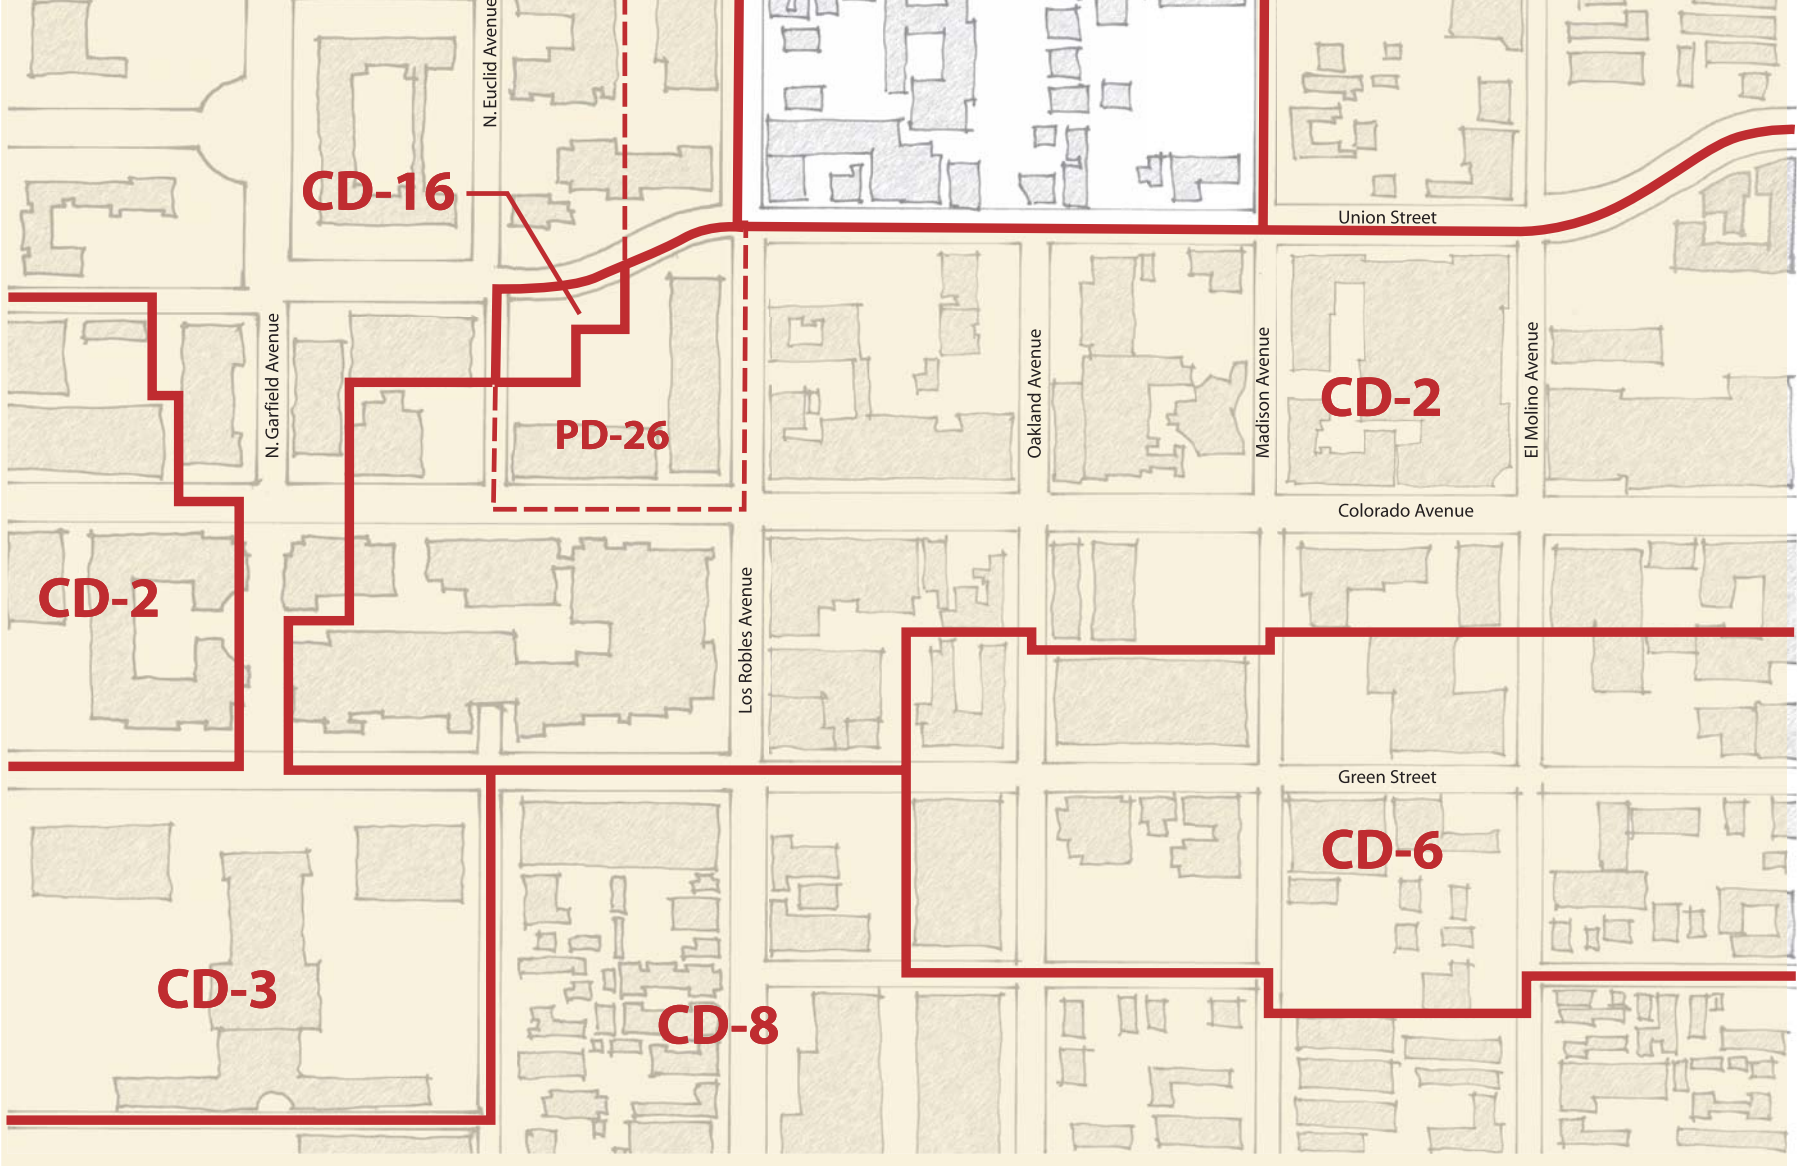 N. Euclid Avenue
CD-16
Union Street
N. Garfield Avenue
Oakland Avenue
Madison Avenue
El Molino Avenue
CD-2
PD-26
Colorado Avenue
CD-2
Los Robles Avenue
Green Street
CD-6
CD-3
CD-8